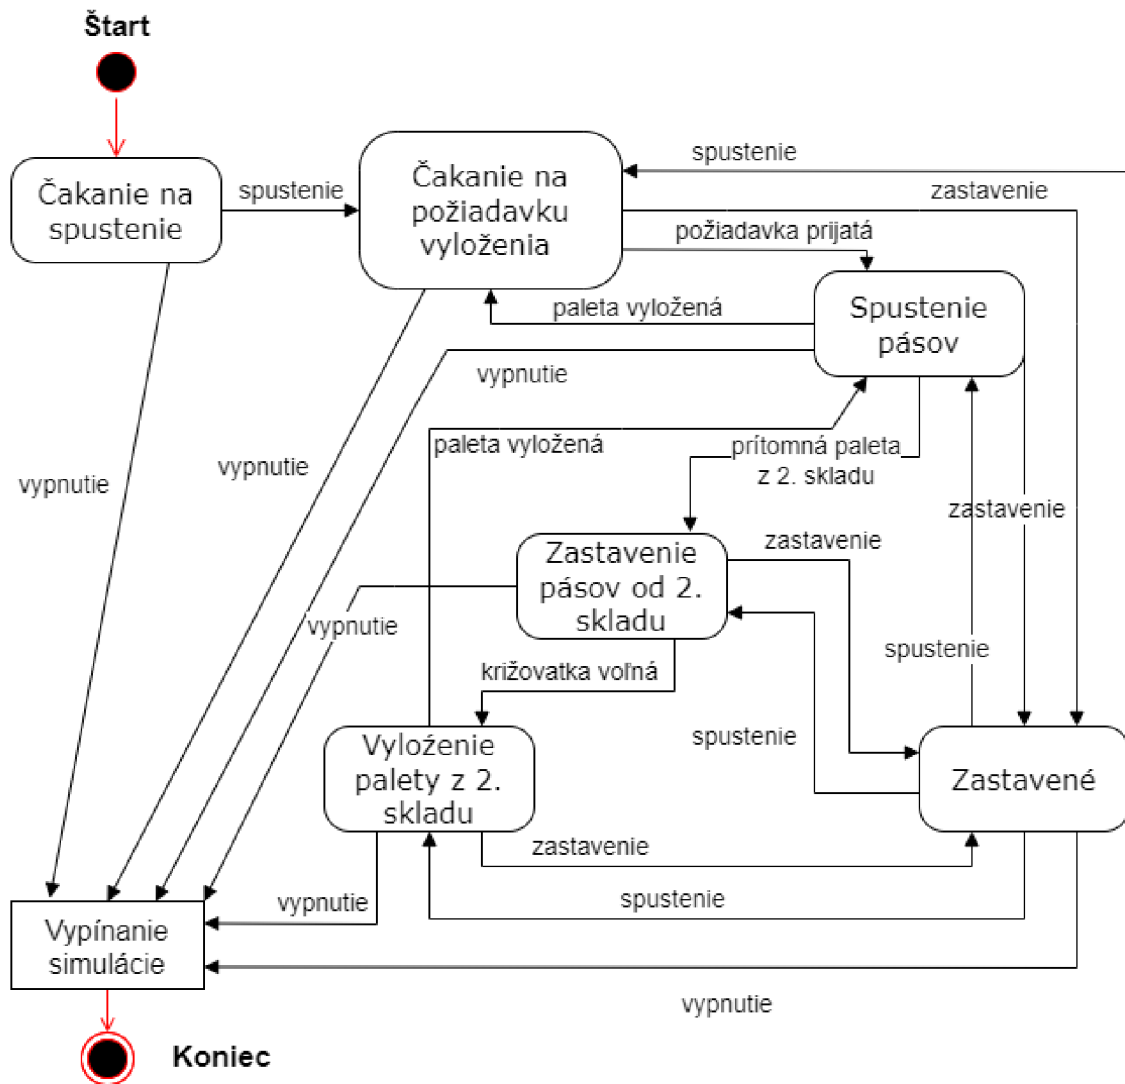 Štart
Čakanie na
spustenie
spustenie
Čakanie na
požiadavku
vyloženia
spustenie
zastavenie
požiadavka prijatá
Spustenie
pásov
paleta vyložená
vypnutie
paleta vyložená
prítomná paleta
z 2. skladu
vypnutie
vypnutie
zastavenie
Zastavenie
pásov od 2.
skladu
zastavenie
vypnutie
spustenie
križovatka voľná
spustenie
Vyloženie
palety z 2.
skladu
Zastavené
zastavenie
spustenie
vypnutie
Vypínanie
simulácie
vypnutie
Koniec